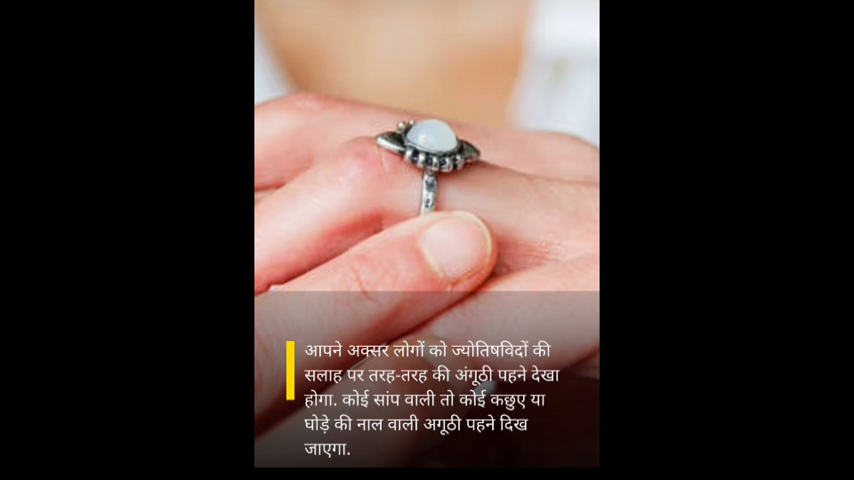 आपने अक्सर लोगों को ज्योतिषविदों की
सलाह पर तरह-तरह की अंगूठी पहने देखा
होगा. कोई सांप वाली तो कोई कछुए या
घोड़े की नाल वाली अगूठी पहने दिख
जाएगा.